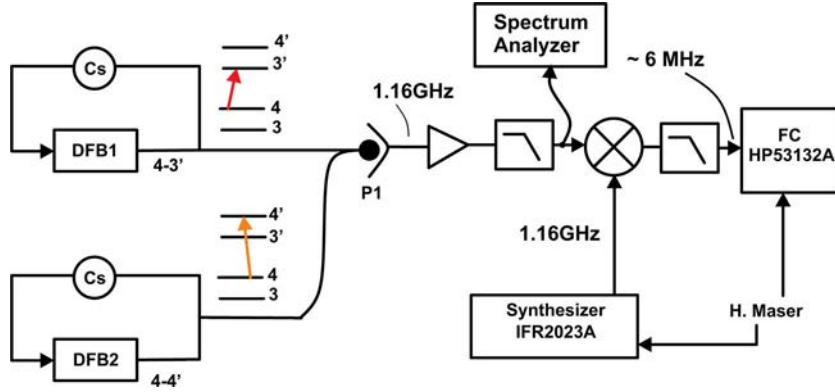 Cs
DFB1
4-3'
4'
3'
4
3
Cs
DFB2
4-4'
4'
3'
4
3
P1
1.16GHz
Spectrum
Analyzer
~ 6 MHz
FC
HP53132A
1.16GHz
Synthesizer
IFR2023A
H. Maser